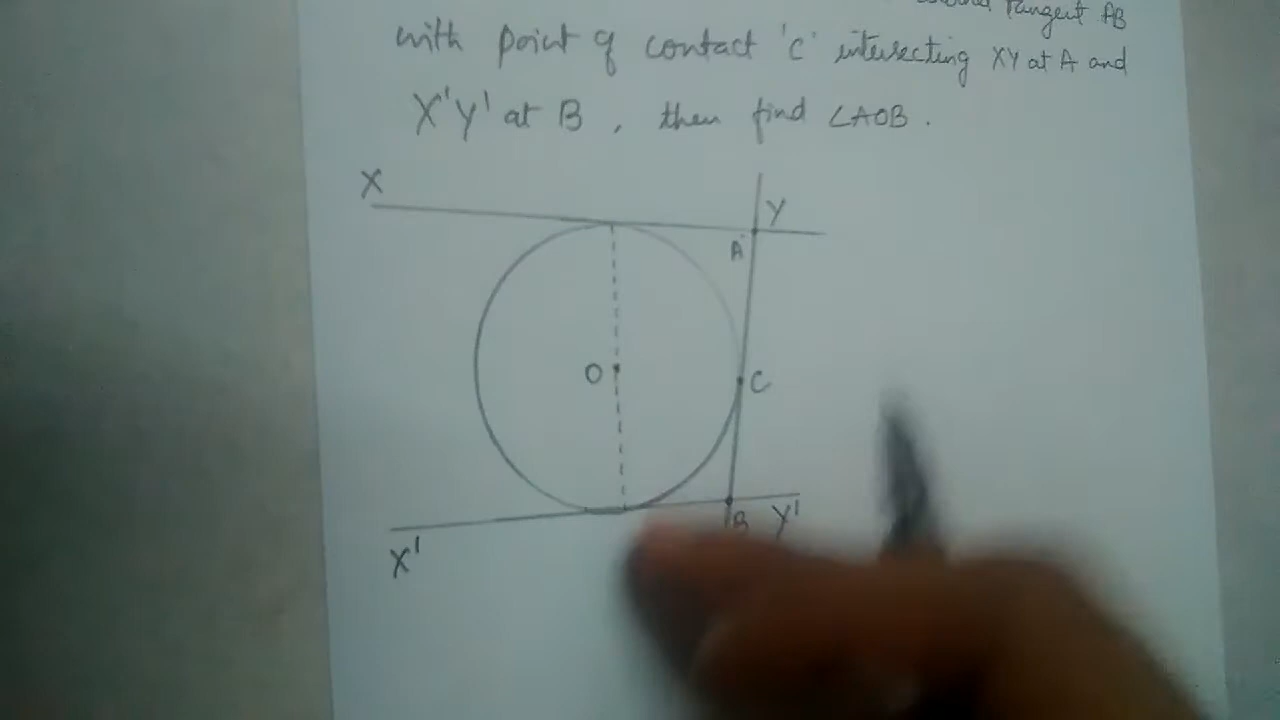 Tangent AB
with point of contact 'C' intersecting XY at A and
X'Y' at B , then find ∠AOB .
X
Y
A
O
C
B
Y'
X'